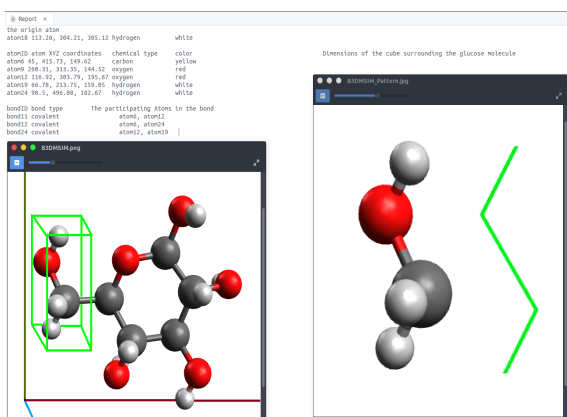 Report ×
the origin atom
atom18 113.26, 304.21, 305.12 hydrogen white
atomID atom XYZ coordinates chemical type color
Dimensions of the cube surrounding the glucose molecule
atom6 45, 415.73, 149.62 carbon yellow
atom9 260.31, 313.35, 144.52 oxygen red
atom12 116.92, 303.79, 195.67 oxygen red
atom19 66.78, 213.75, 159.05 hydrogen white
atom24 90.5, 496.08, 182.67 hydrogen white
bondID bond type The participating Atoms in the bond
bond11 covalent atom6, atom12
bond12 covalent atom6, atom24
bond24 covalent atom12, atom19
B3DMSIM.png
B3DMSIM_Pattern.jpg